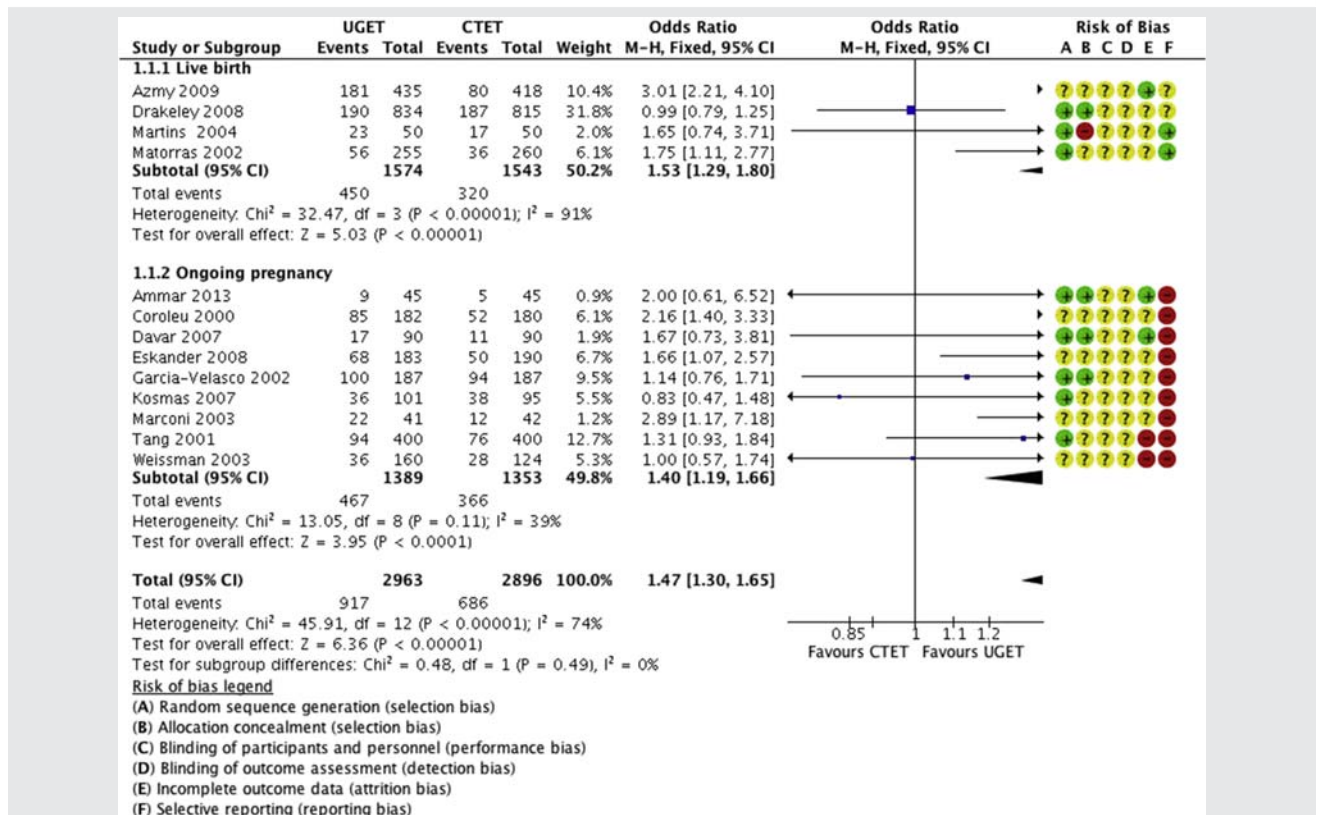 UGET CTET Odds Ratio Odds Ratio Risk of Bias
Study or Subgroup Events Total Events Total Weight M-H, Fixed, 95% CI M-H, Fixed, 95% CI A B C D E F
1.1.1 Live birth
Azmy 2009 181 435 80 418 10.4% 3.01 [2.21, 4.10] ? ? ? ? + ?
Drakeley 2008 190 834 187 815 31.8% 0.99 [0.79, 1.25] + + ? ? ? ?
Martins 2004 23 50 17 50 2.0% 1.65 [0.74, 3.71] + - ? ? ? +
Matorras 2002 56 255 36 260 6.1% 1.75 [1.11, 2.77] + ? ? ? ? +
Subtotal (95% CI) 1574 1543 50.2% 1.53 [1.29, 1.80]
Total events 450 320
Heterogeneity: Chi² = 32.47, df = 3 (P < 0.00001); I² = 91%
Test for overall effect: Z = 5.03 (P < 0.00001)
1.1.2 Ongoing pregnancy
Ammar 2013 9 45 5 45 0.9% 2.00 [0.61, 6.52] + + ? ? + -
Coroleu 2000 85 182 52 180 6.1% 2.16 [1.40, 3.33] ? ? ? ? ? -
Davar 2007 17 90 11 90 1.9% 1.67 [0.73, 3.81] + + ? ? + -
Eskander 2008 68 183 50 190 6.7% 1.66 [1.07, 2.57] ? ? ? ? ? -
Garcia-Velasco 2002 100 187 94 187 9.5% 1.14 [0.76, 1.71] + + ? ? ? -
Kosmas 2007 36 101 38 95 5.5% 0.83 [0.47, 1.48] + ? ? ? ? -
Marconi 2003 22 41 12 42 1.2% 2.89 [1.17, 7.18] ? ? ? ? ? -
Tang 2001 94 400 76 400 12.7% 1.31 [0.93, 1.84] + ? ? ? - -
Weissman 2003 36 160 28 124 5.3% 1.00 [0.57, 1.74] ? ? ? ? - -
Subtotal (95% CI) 1389 1353 49.8% 1.40 [1.19, 1.66]
Total events 467 366
Heterogeneity: Chi² = 13.05, df = 8 (P = 0.11); I² = 39%
Test for overall effect: Z = 3.95 (P < 0.0001)
Total (95% CI) 2963 2896 100.0% 1.47 [1.30, 1.65]
Total events 917 686
Heterogeneity: Chi² = 45.91, df = 12 (P < 0.00001); I² = 74%
Test for overall effect: Z = 6.36 (P < 0.00001)
Test for subgroup differences: Chi² = 0.48, df = 1 (P = 0.49), I² = 0%
0.85 1 1.1 1.2
Favours CTET Favours UGET
Risk of bias legend
(A) Random sequence generation (selection bias)
(B) Allocation concealment (selection bias)
(C) Blinding of participants and personnel (performance bias)
(D) Blinding of outcome assessment (detection bias)
(E) Incomplete outcome data (attrition bias)
(F) Selective reporting (reporting bias)